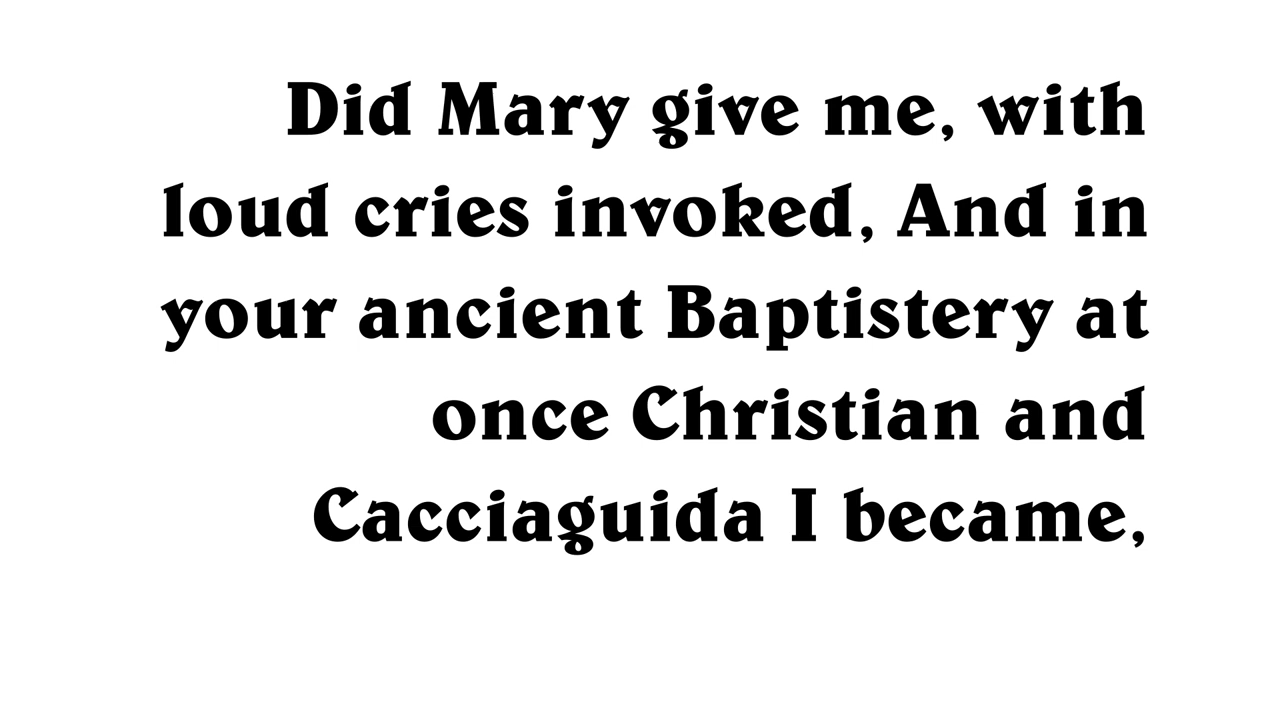 Did Mary give me, with
loud cries invoked, And in
your ancient Baptistery at
once Christian and
Cacciaguida I became,